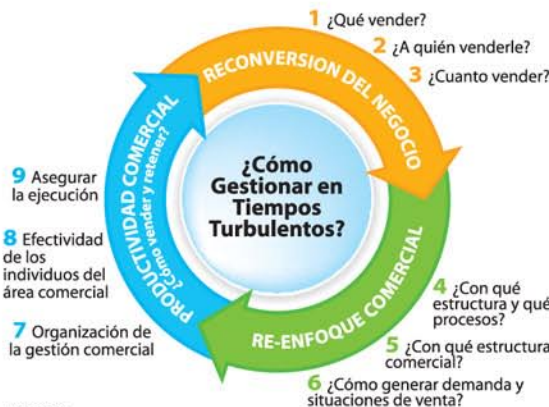 1 ¿Qué vender?
2 ¿A quién venderle?
3 ¿Cuanto vender?
RECONVERSION DEL NEGOCIO
¿Cómo
Gestionar en
Tiempos
Turbulentos?
4 ¿Con qué
estructura y qué
procesos?
5 ¿Con qué estructura
comercial?
6 ¿Cómo generar demanda y
situaciones de venta?
RE-ENFOQUE COMERCIAL
7 Organización de
la gestión comercial
8 Efectividad
de los
individuos del
área comercial
9 Asegurar
la ejecución
PRODUCTIVIDAD COMERCIAL
¿Cómo vender y retener?